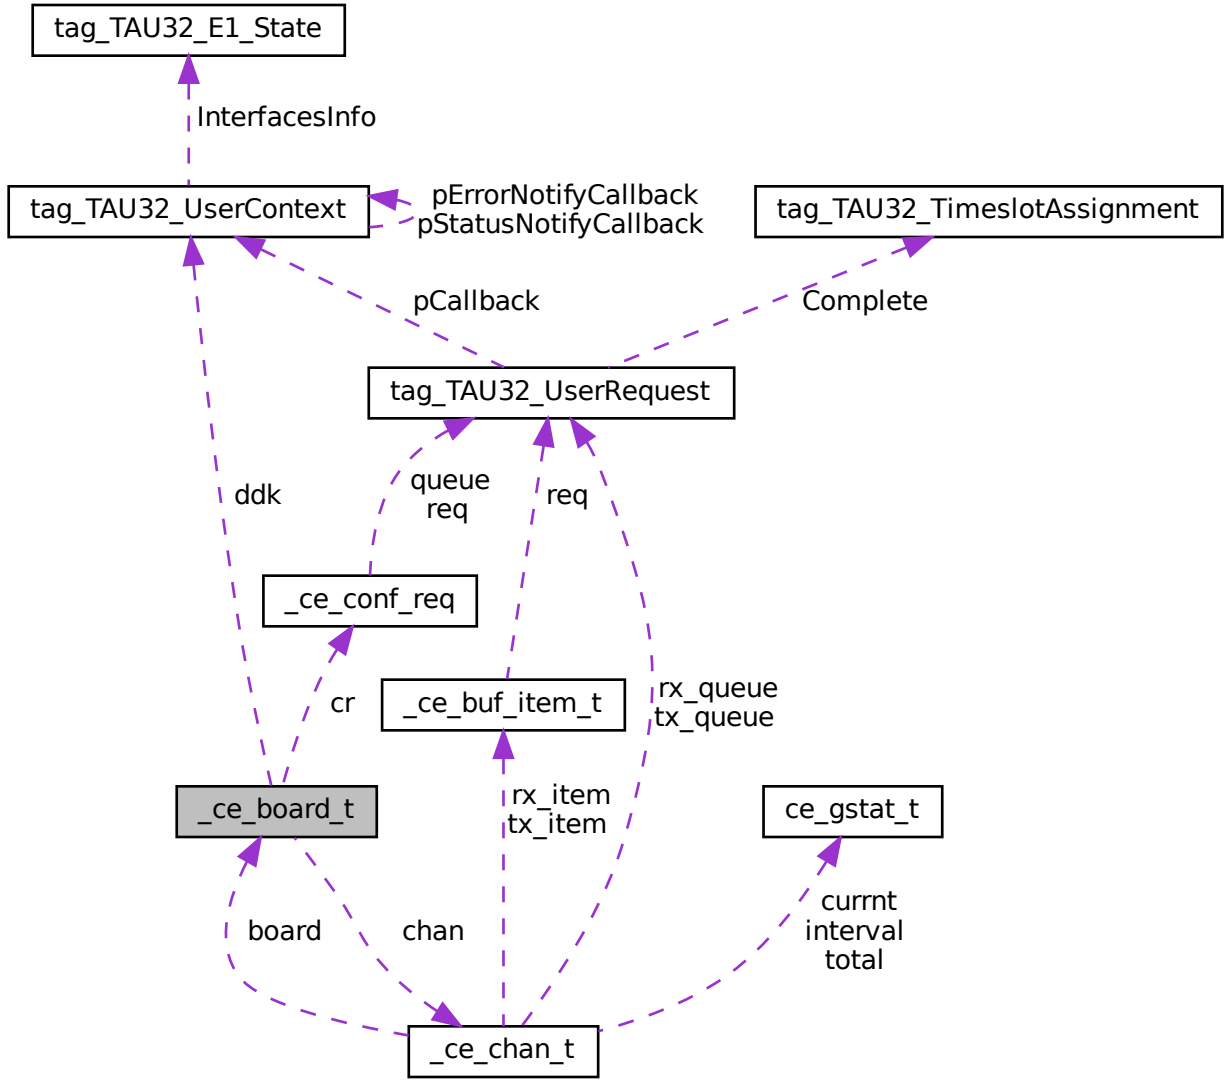 tag_TAU32_E1_State
InterfacesInfo
tag_TAU32_UserContext
pErrorNotifyCallback
pStatusNotifyCallback
tag_TAU32_TimeslotAssignment
pCallback
Complete
tag_TAU32_UserRequest
ddk
queue
req
req
_ce_conf_req
cr
_ce_buf_item_t
rx_queue
tx_queue
_ce_board_t
rx_item
tx_item
ce_gstat_t
board
chan
currnt
interval
total
_ce_chan_t